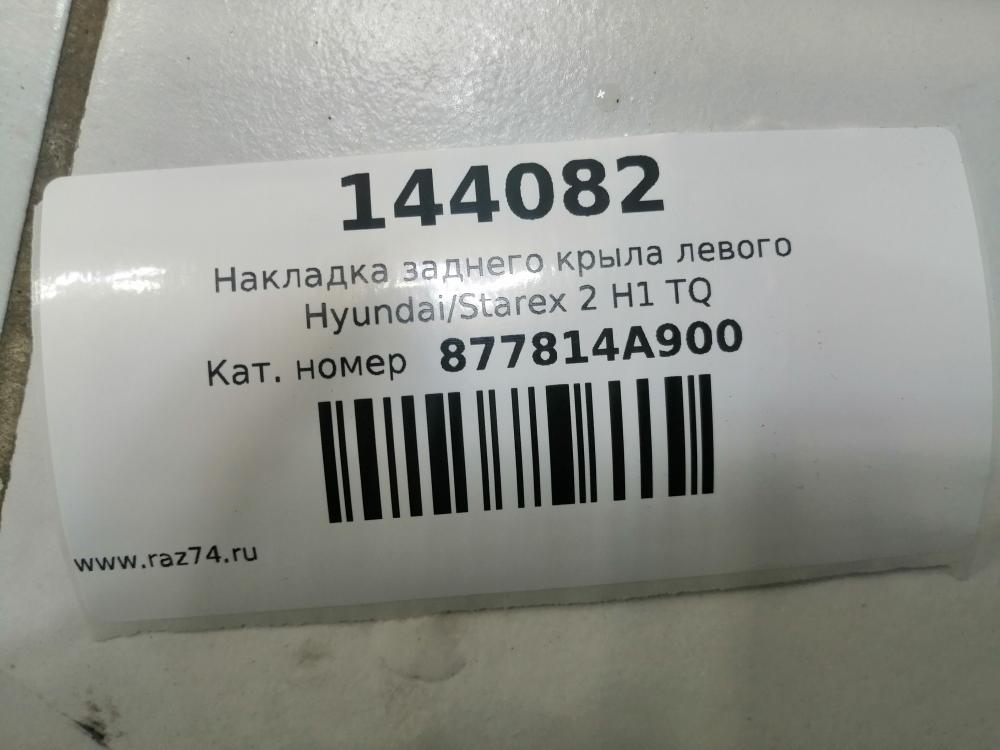 144082
Накладка заднего крыла левого
Hyundai/Starex 2 H1 TQ
Кат. номер 877814A900
www.raz74.ru